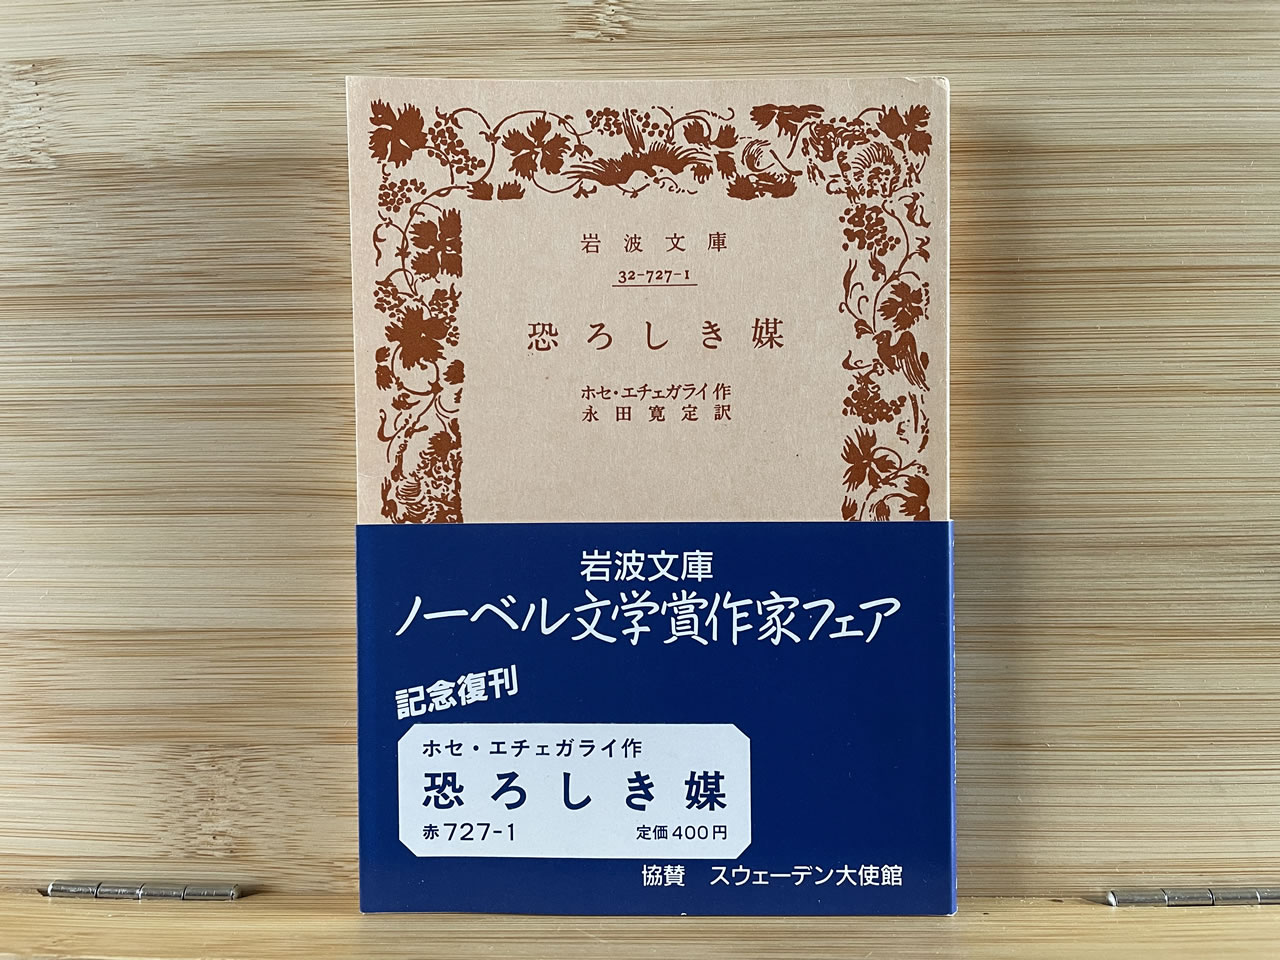 岩波文庫
32-727-1
恐ろしき媒
ホセ・エチェガライ作
永田寛定訳
岩波文庫
ノーベル文学賞作家フェア
記念復刊
ホセ・エチェガライ作
恐ろしき媒
赤727-1 定価400円
協賛 スウェーデン大使館